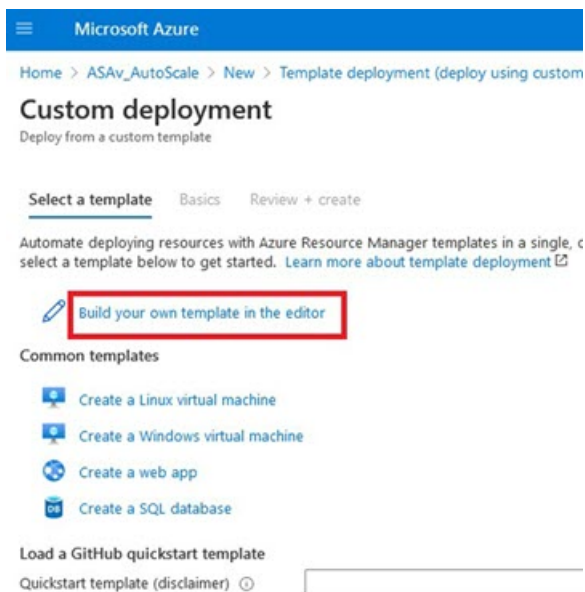 Microsoft Azure
Home > ASAv_AutoScale > New > Template deployment (deploy using custom
Custom deployment
Deploy from a custom template
Select a template Basics Review + create
Automate deploying resources with Azure Resource Manager templates in a single,
select a template below to get started. Learn more about template deployment
Build your own template in the editor
Common templates
Create a Linux virtual machine
Create a Windows virtual machine
Create a web app
Create a SQL database
Load a GitHub quickstart template
Quickstart template (disclaimer)